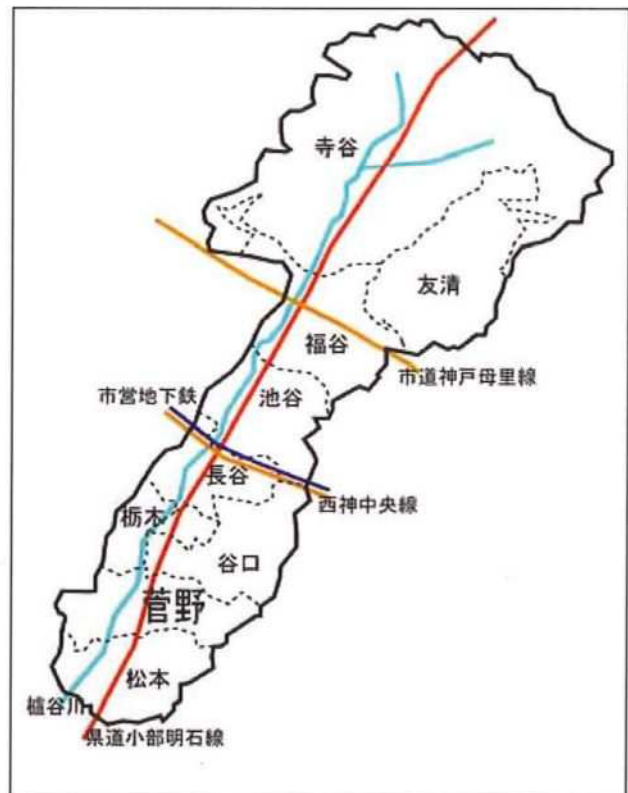 寺谷
友清
福谷
市道神戸母里線
池谷
市営地下鉄
長谷
西神中央線
栃木
谷口
菅野
松本
樨谷川
県道小部明石線